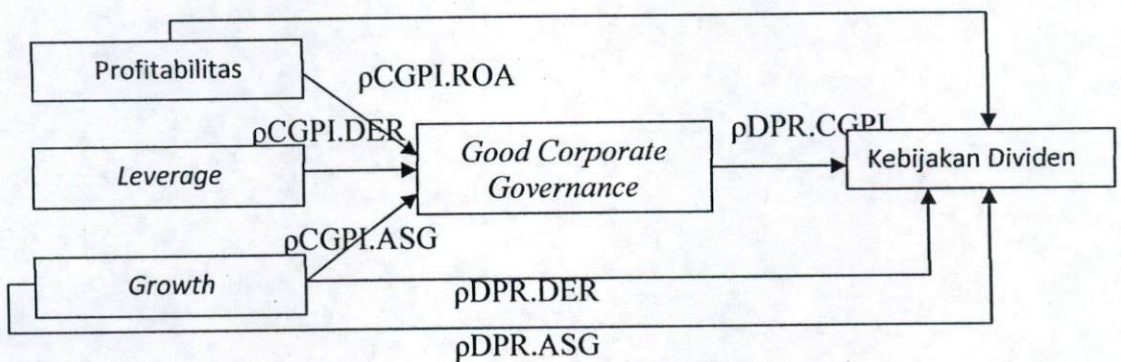 Profitabilitas
ρCGPI.ROA
ρCGPI.DER
ρDPR.CGPI
Good Corporate
Governance
Kebijakan Dividen
Leverage
ρCGPI.ASG
Growth
ρDPR.DER
ρDPR.ASG